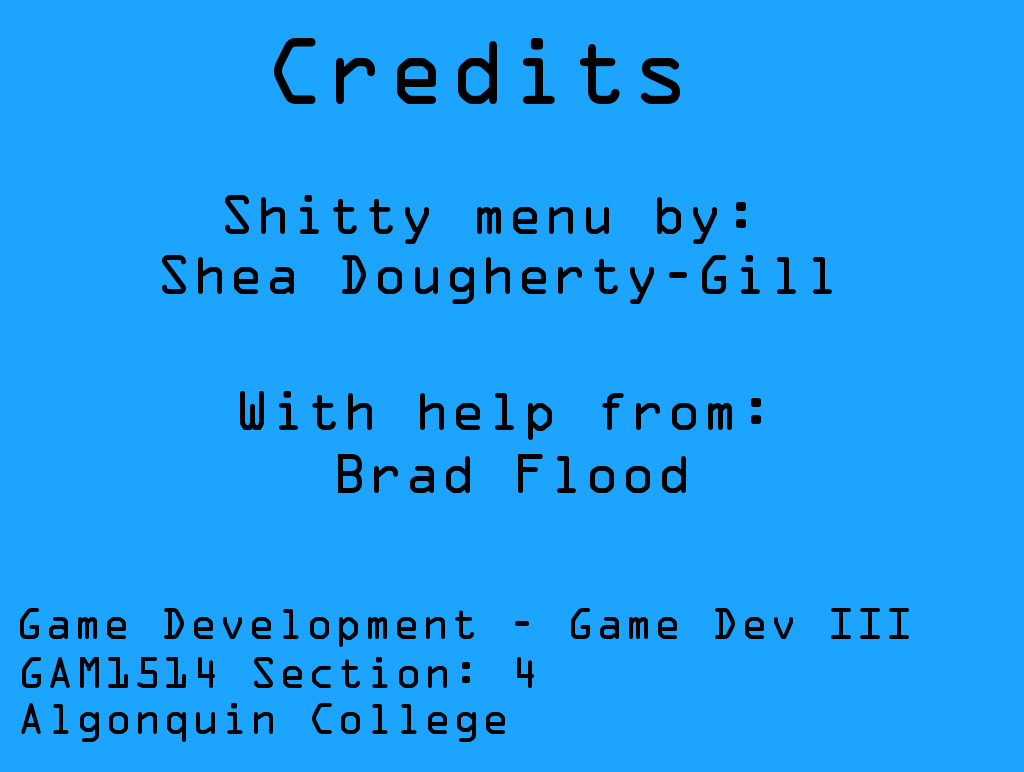 Credits
Shitty menu by:
Shea Dougherty-Gill
With help from:
Brad Flood
Game Development - Game Dev III
GAM1514 Section: 4
Algonquin College